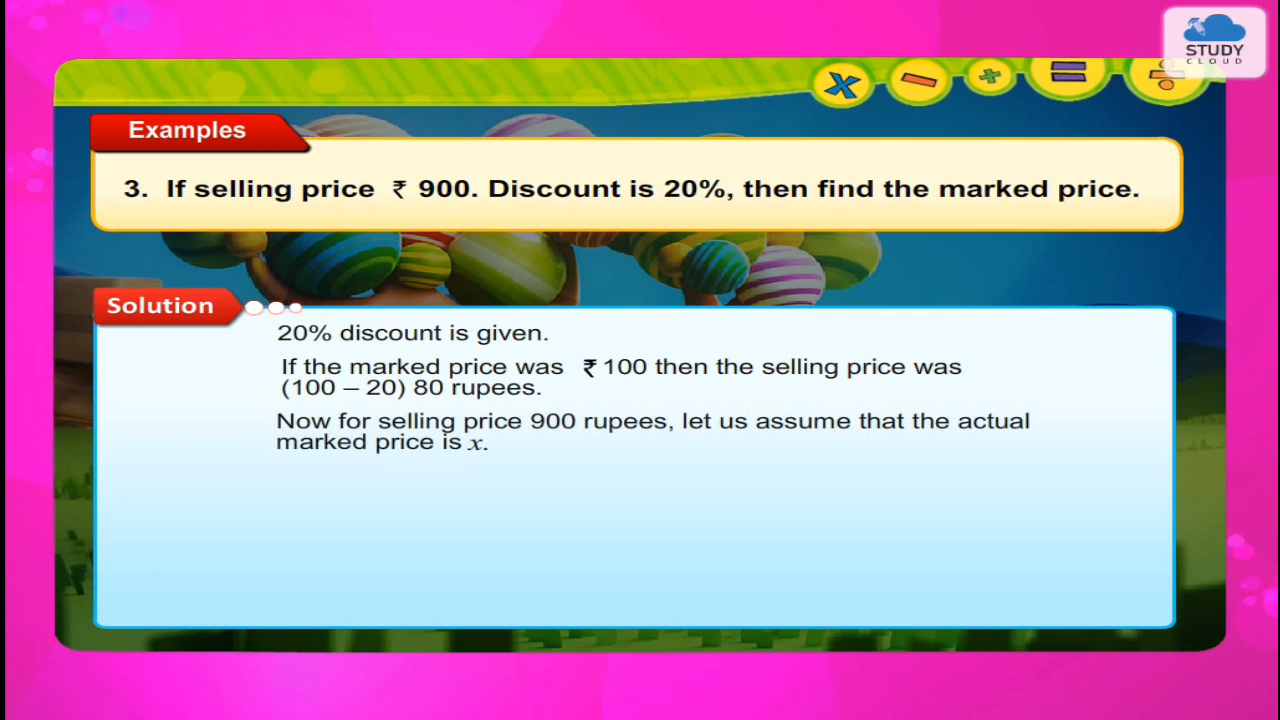 STUDY
CLOUD
Examples
3. If selling price ₹ 900. Discount is 20%, then find the marked price.
Solution
20% discount is given.
If the marked price was ₹ 100 then the selling price was
(100 – 20) 80 rupees.
Now for selling price 900 rupees, let us assume that the actual
marked price is x.